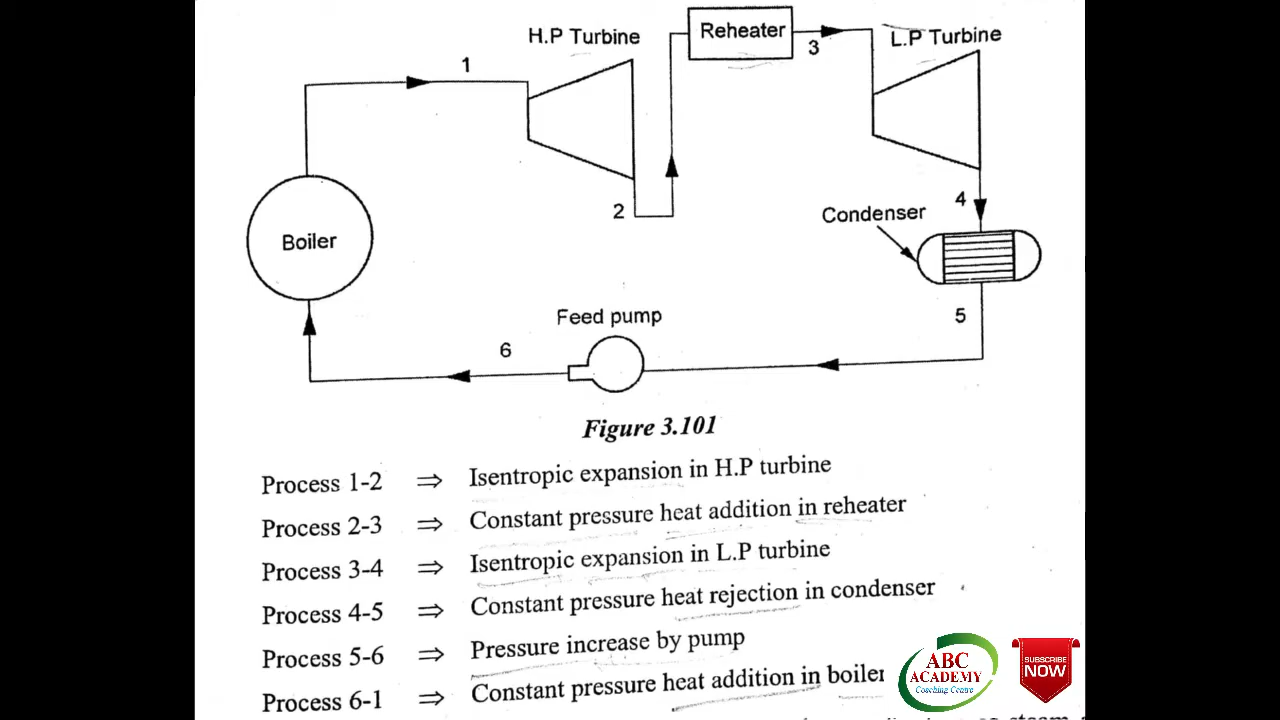 H.P Turbine
Reheater
L.P Turbine
1
3
2
4
Condenser
Boiler
5
Feed pump
6
Figure 3.101
Process 1-2 ⇒ Isentropic expansion in H.P turbine
Process 2-3 ⇒ Constant pressure heat addition in reheater
Process 3-4 ⇒ Isentropic expansion in L.P turbine
Process 4-5 ⇒ Constant pressure heat rejection in condenser
Process 5-6 ⇒ Pressure increase by pump
Process 6-1 ⇒ Constant pressure heat addition in boiler
ABC
ACADEMY
Coaching Centre
SUBSCRIBE
NOW